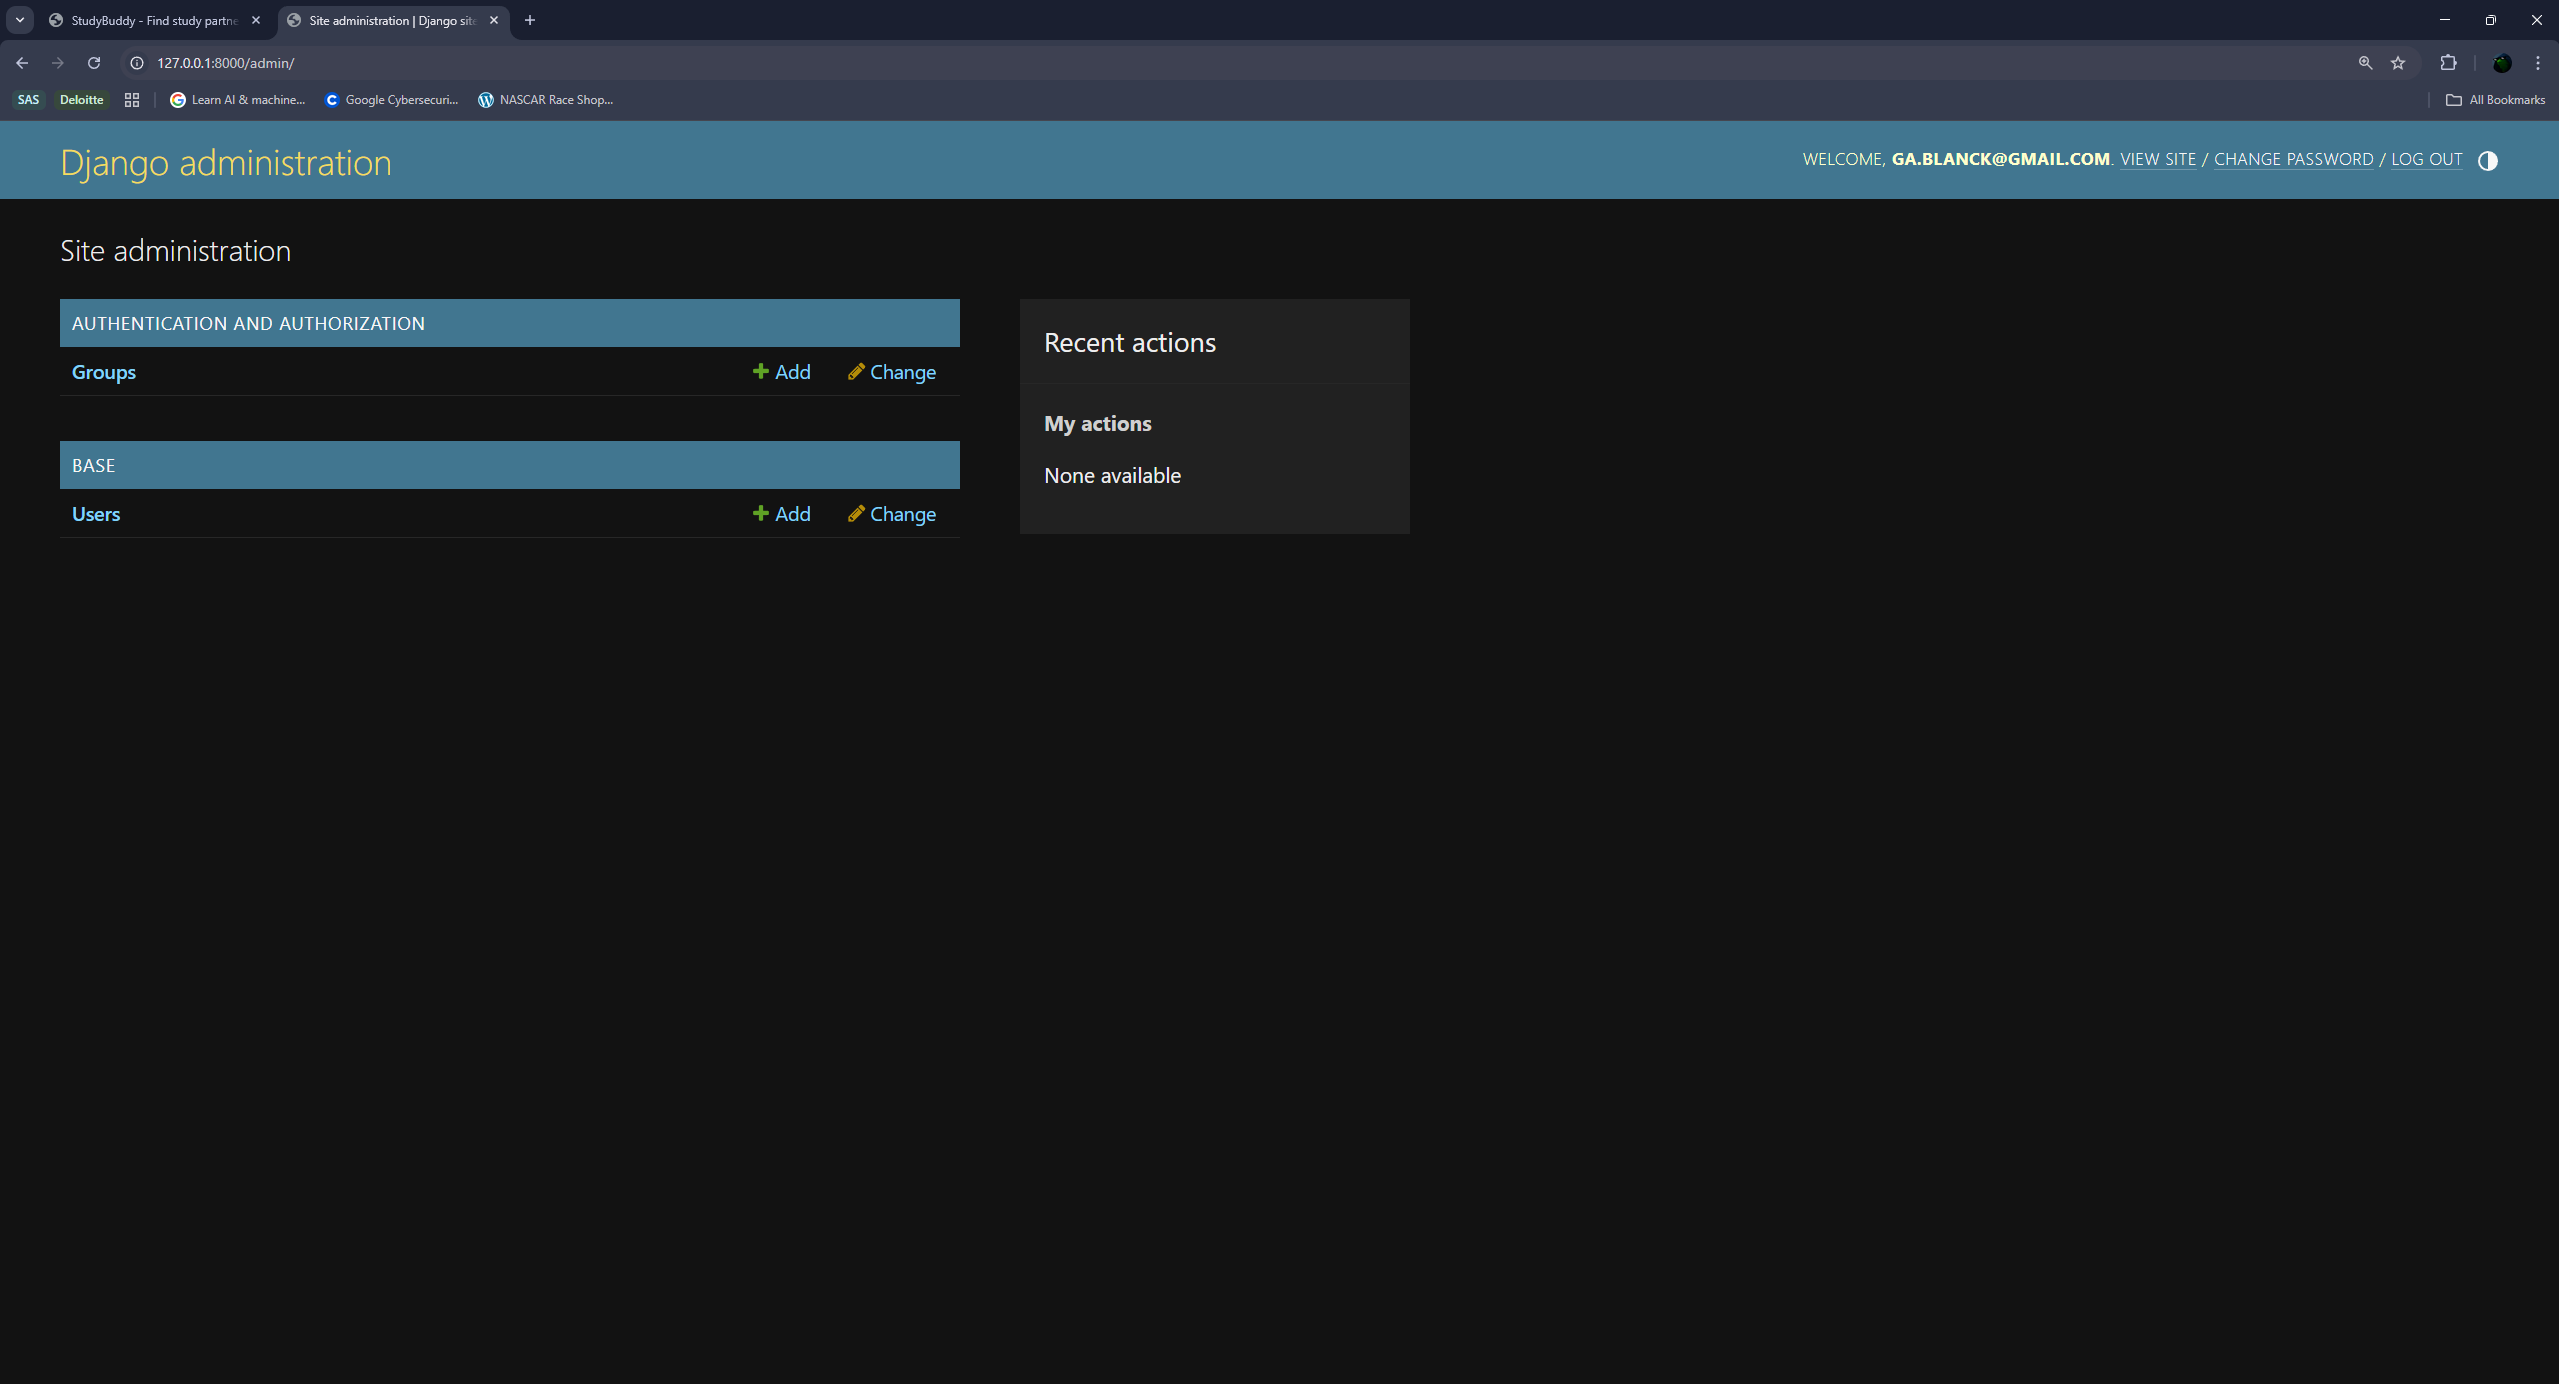 StudyBuddy - Find study partne
Site administration | Django site
127.0.0.1:8000/admin/
SAS
Deloitte
Learn AI & machine...
Google Cybersecuri...
NASCAR Race Shop...
All Bookmarks
Django administration
WELCOME, GA.BLANCK@GMAIL.COM. VIEW SITE / CHANGE PASSWORD / LOG OUT
Site administration
AUTHENTICATION AND AUTHORIZATION
Groups
Add
Change
BASE
Users
Add
Change
Recent actions
My actions
None available